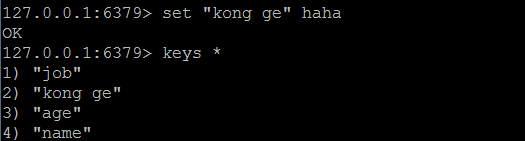 127.0.0.1:6379> set "kong ge" haha
OK
127.0.0.1:6379> keys *
1) "job"
2) "kong ge"
3) "age"
4) "name"